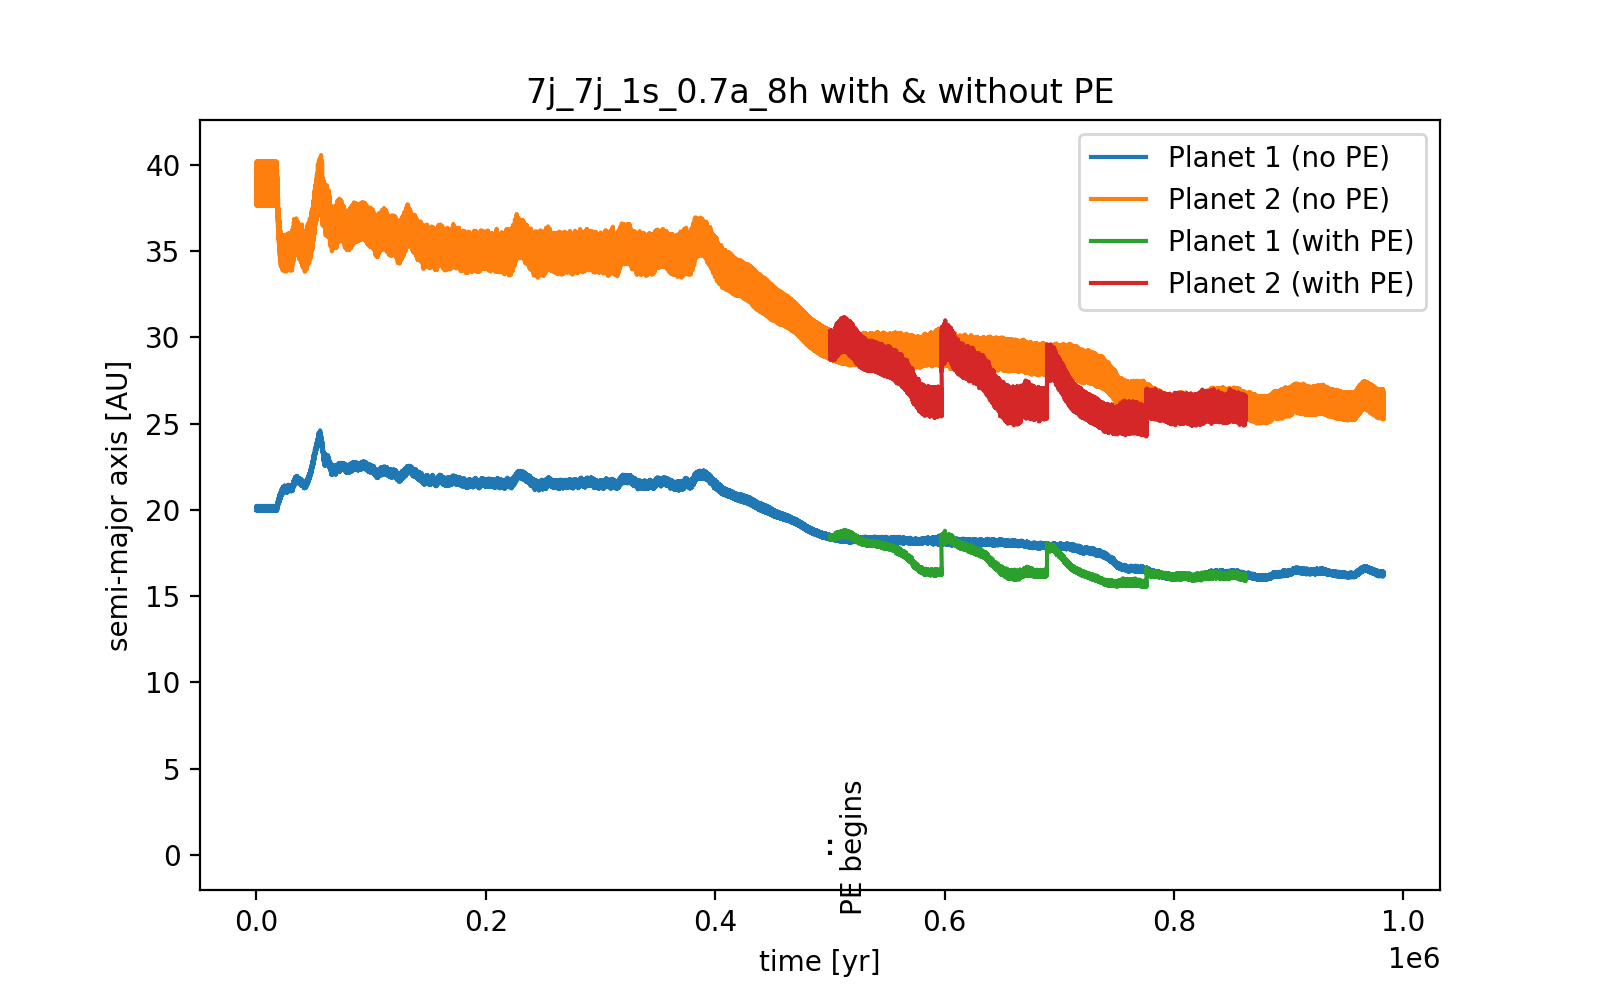 7j_7j_1s_0.7a_8h with & without PE
Planet 1 (no PE)
Planet 2 (no PE)
Planet 1 (with PE)
Planet 2 (with PE)
semi-major axis [AU]
40
35
30
25
20
15
10
5
0
PE begins
0.0 0.2 0.4 0.6 0.8 1.0
time [yr]
1e6